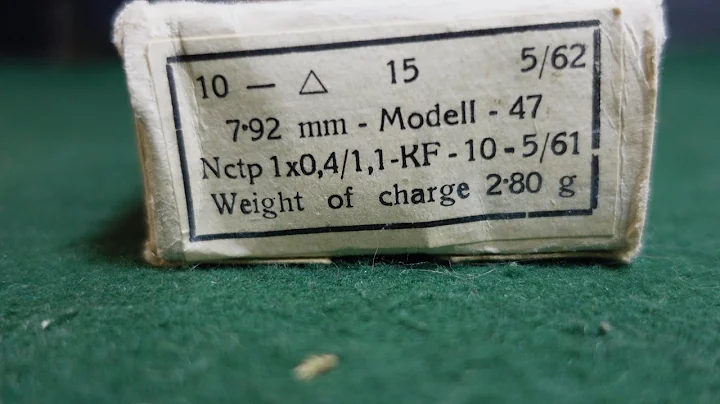 10 — △ 15 5/62
7·92 mm - Modell - 47
Nctp 1x0,4/1,1-KF - 10 - 5/61
Weight of charge 2·80 g